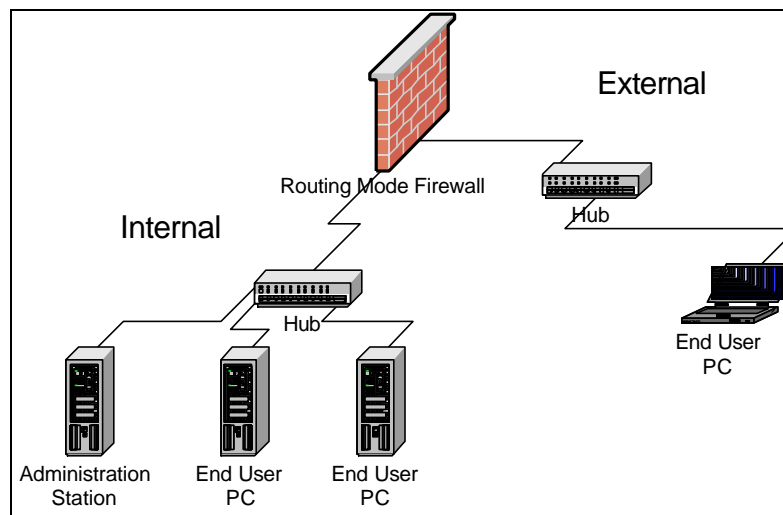 External
Routing Mode Firewall
Hub
Internal
Hub
End User
PC
Administration
Station
End User
PC
End User
PC